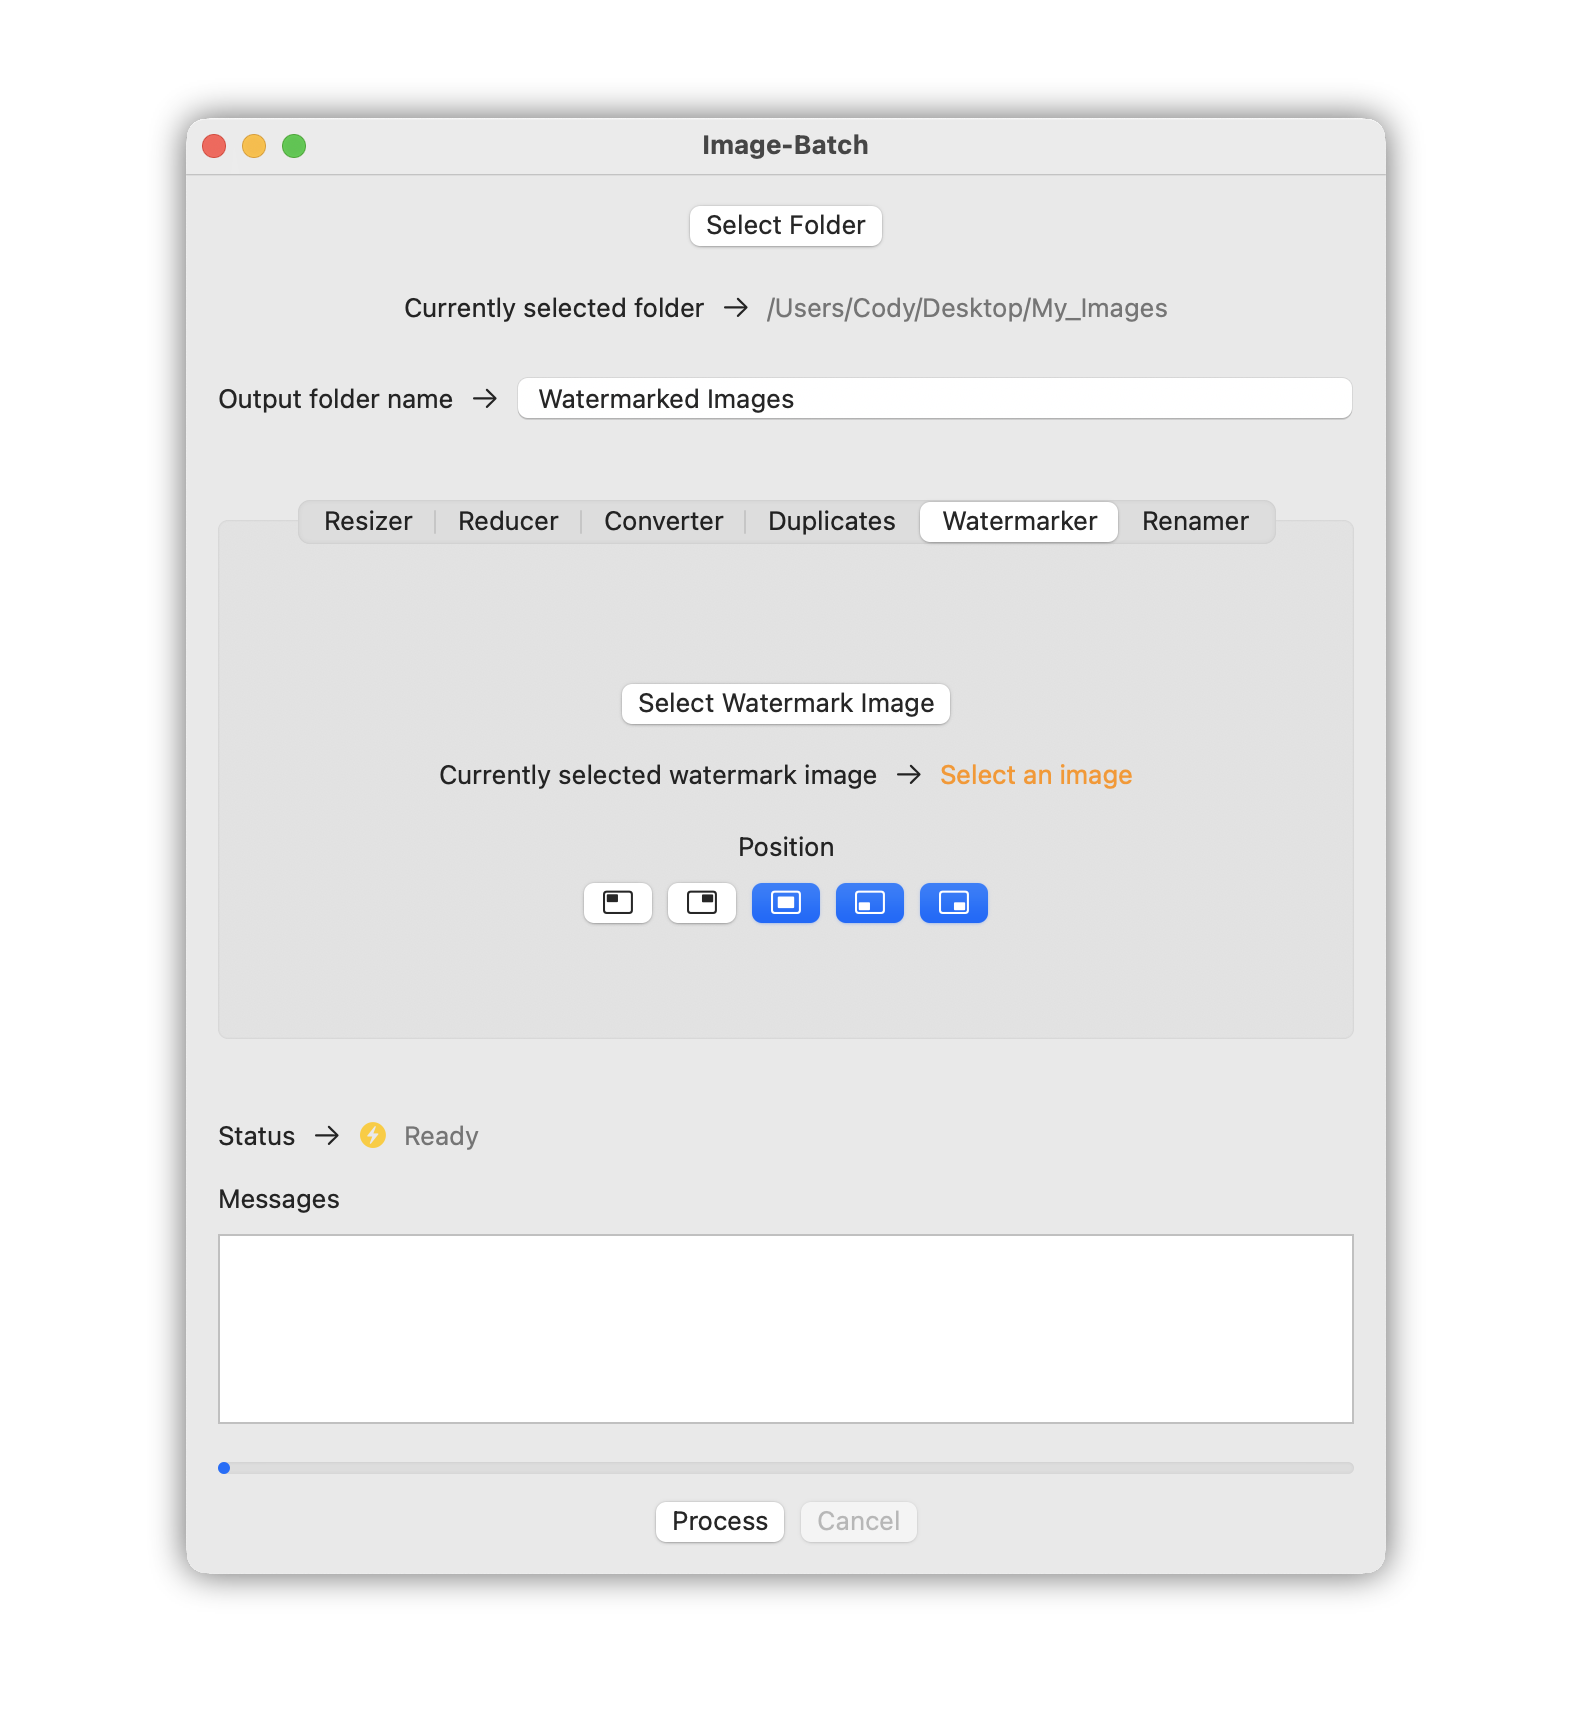 Image-Batch
Select Folder
Currently selected folder → /Users/Cody/Desktop/My_Images
Output folder name → Watermarked Images
Resizer Reducer Converter Duplicates Watermarker Renamer
Select Watermark Image
Currently selected watermark image → Select an image
Position
Status → Ready
Messages
Process Cancel